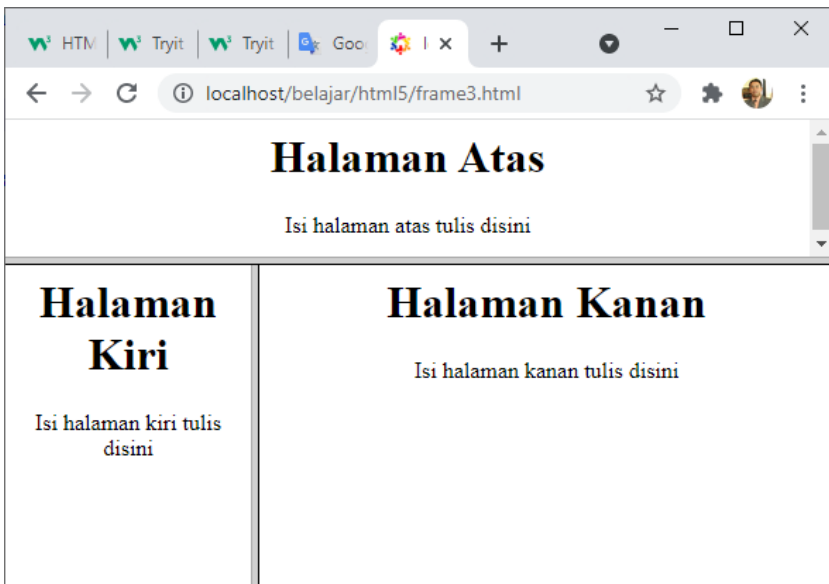 HTM
Tryit
Tryit
Goo
localhost/belajar/html5/frame3.html
Halaman Atas
Isi halaman atas tulis disini
Halaman
Kiri
Isi halaman kiri tulis
disini
Halaman Kanan
Isi halaman kanan tulis disini